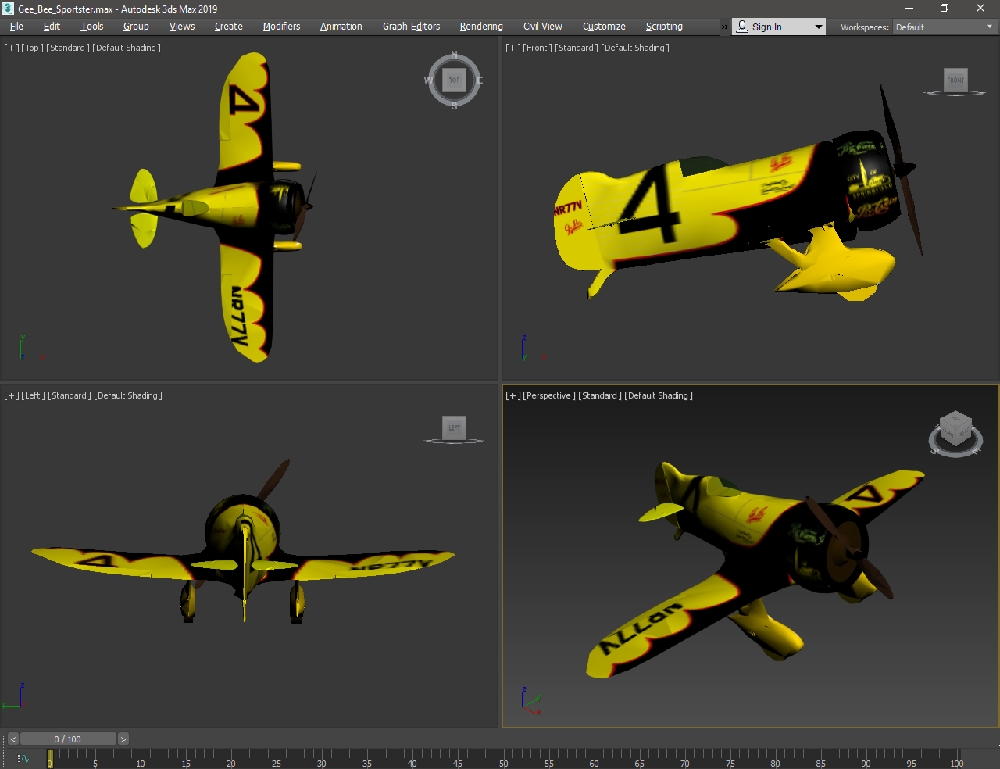 Gee_Bee_Sportster.max - Autodesk 3ds Max 2019
File Edit Tools Group Views Create Modifiers Animation Graph Editors Rendering Civil View Customize Scripting » Sign In Workspaces: Default
[+] [Top] [Standard] [Default Shading]
N
W TOP E
S
4
NR77V
[+] [Front] [Standard] [Default Shading]
FRONT
NR77V
4
CITY OF
[+] [Left] [Standard] [Default Shading]
LEFT
4
NR77V
[+] [Perspective] [Standard] [Default Shading]
4
NR77V
< 0 / 100 >
0 5 10 15 20 25 30 35 40 45 50 55 60 65 70 75 80 85 90 95 100